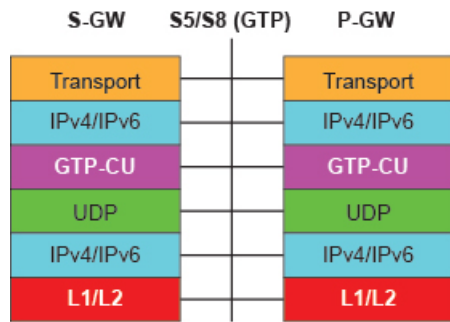 S-GW S5/S8 (GTP) P-GW
Transport Transport
IPv4/IPv6 IPv4/IPv6
GTP-CU GTP-CU
UDP UDP
IPv4/IPv6 IPv4/IPv6
L1/L2 L1/L2